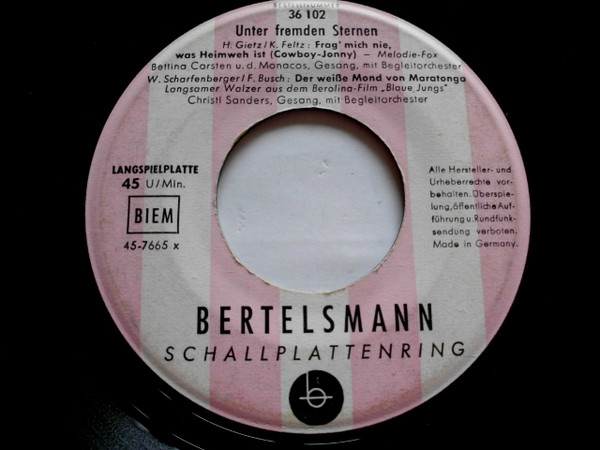 36 102
Unter fremden Sternen
H. Gietz/K. Feltz: Frag' mich nie,
was Heimweh ist (Cowboy-Jonny) – Melodie-Fox
Bettina Carsten u. d. Monacos, Gesang, mit Begleitorchester
W. Scharfenberger/F. Busch: Der weiße Mond von Maratonga
Langsamer Walzer aus dem Berolina-Film „Blaue Jungs"
Christl Sanders, Gesang, mit Begleitorchester
LANGSPIELPLATTE
45 U/Min.
BIEM
45-7665 x
Alle Hersteller- und
Urheberrechte vor-
behalten. Überspie-
lung, öffentliche Auf-
führung u. Rundfunk-
sendung verboten.
Made in Germany.
BERTELSMANN
SCHALLPLATTENRING
b